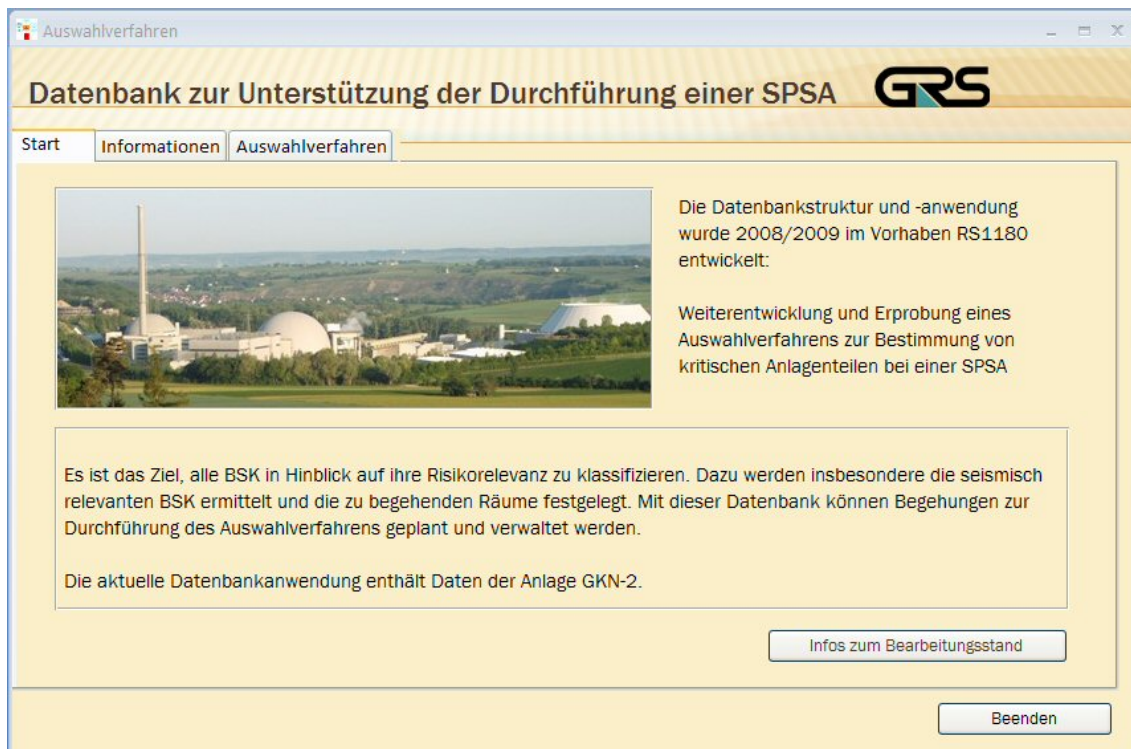 Auswahlverfahren
Datenbank zur Unterstützung der Durchführung einer SPSA GRS
Start Informationen Auswahlverfahren
Die Datenbankstruktur und -anwendung
wurde 2008/2009 im Vorhaben RS1180
entwickelt:
Weiterentwicklung und Erprobung eines
Auswahlverfahrens zur Bestimmung von
kritischen Anlagenteilen bei einer SPSA
Es ist das Ziel, alle BSK in Hinblick auf ihre Risikorelevanz zu klassifizieren. Dazu werden insbesondere die seismisch
relevanten BSK ermittelt und die zu begehenden Räume festgelegt. Mit dieser Datenbank können Begehungen zur
Durchführung des Auswahlverfahrens geplant und verwaltet werden.
Die aktuelle Datenbankanwendung enthält Daten der Anlage GKN-2.
Infos zum Bearbeitungsstand
Beenden